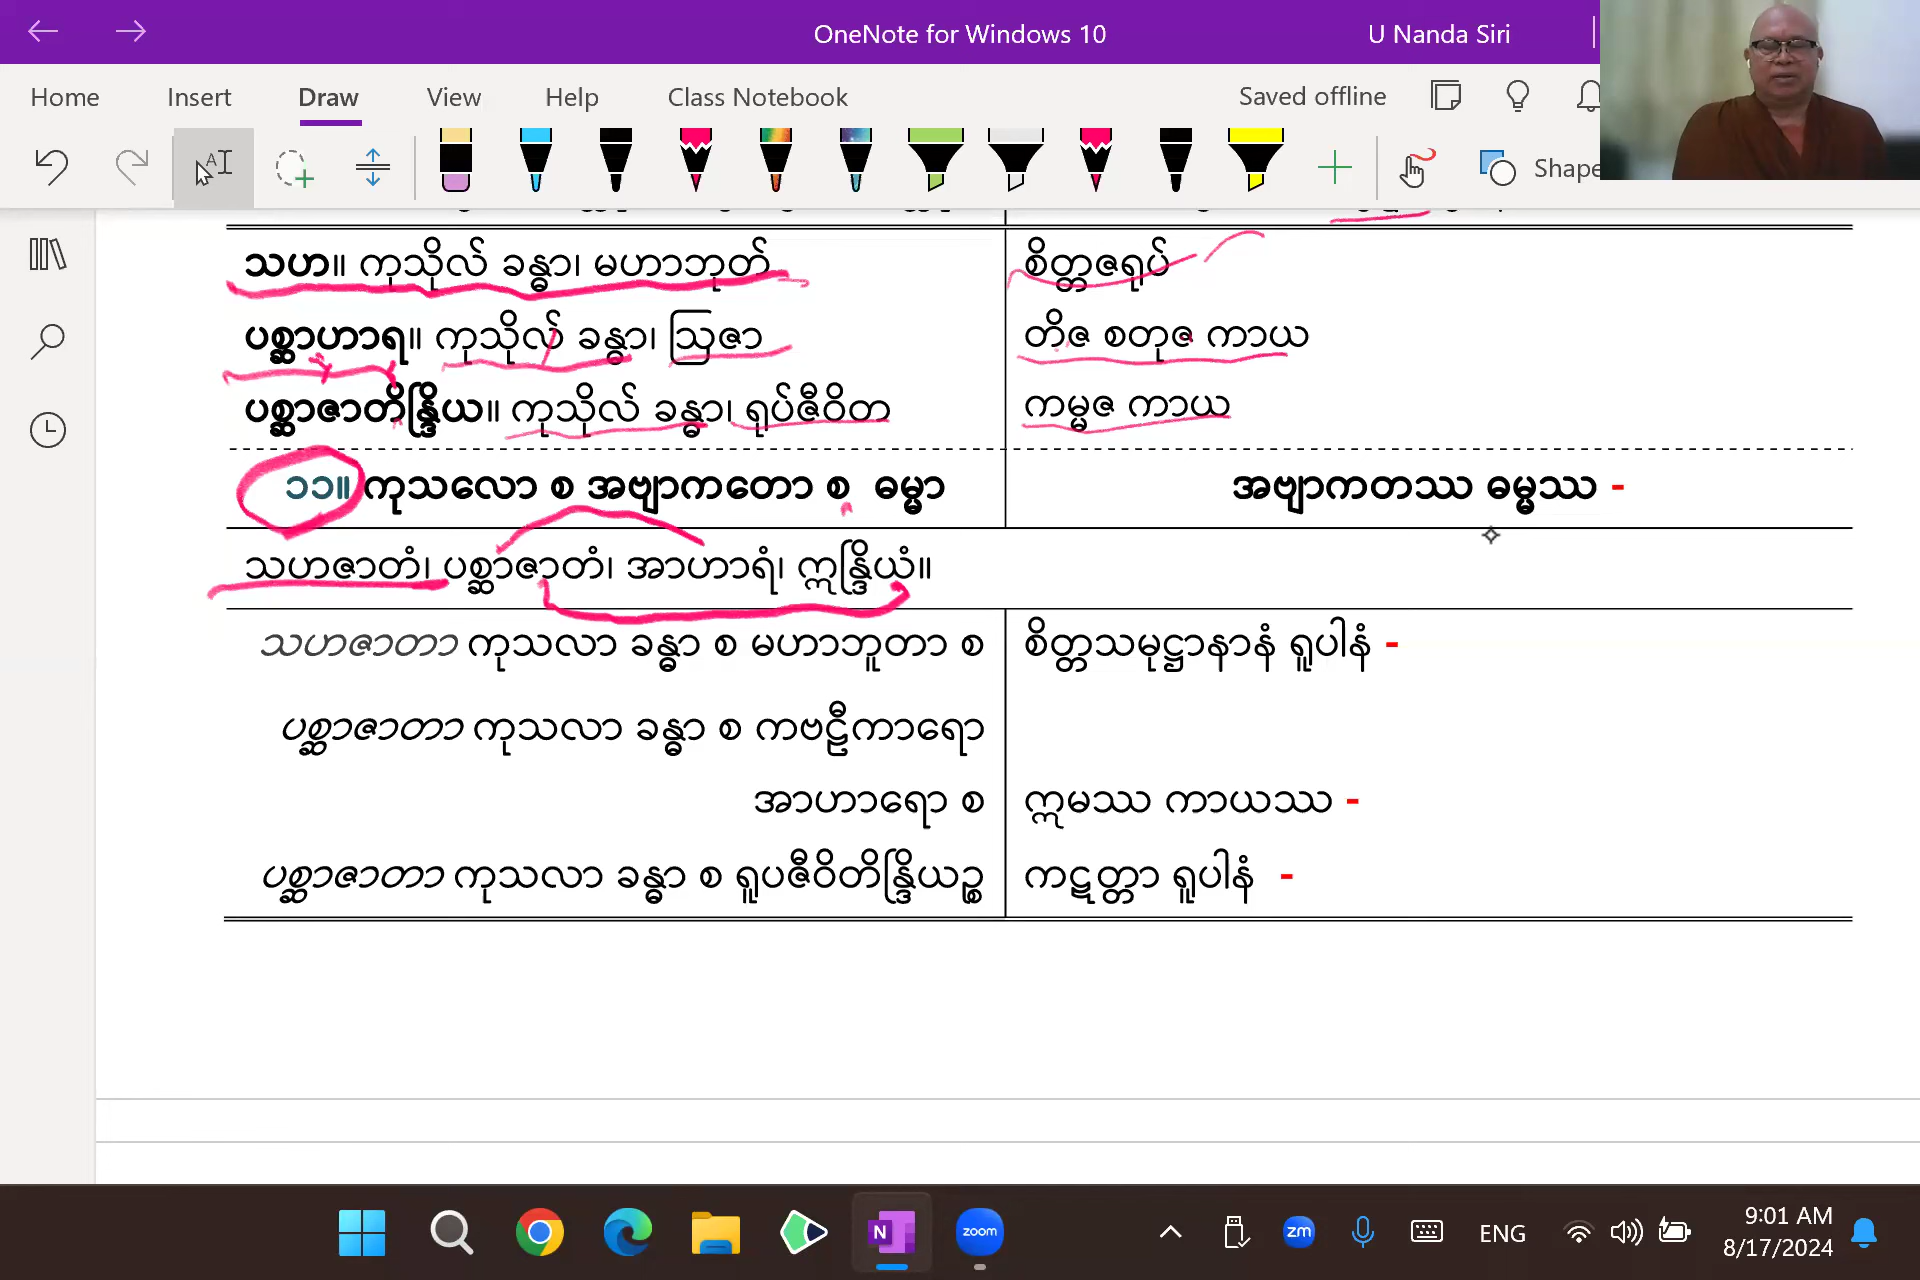 OneNote for Windows 10 U Nanda Siri
Home Insert Draw View Help Class Notebook Saved offline
Shape
သဟ။ ကုသိုလ် ခန္ဓာ၊ မဟာဘုတ် စိတ္တဇရုပ်
ပစ္ဆာဟာရ။ ကုသိုလ် ခန္ဓာ၊ ဩဇာ တိဇ စတုဇ ကာယ
ပစ္ဆာဇာတိန္ဒြိယ။ ကုသိုလ် ခန္ဓာ၊ ရုပ်ဇီဝိတ ကမ္မဇ ကာယ
၁၁။ ကုသလော စ အဗျာကတော စ ဓမ္မာ အဗျာကတဿ ဓမ္မဿ -
သဟဇာတံ၊ ပစ္ဆာဇာတံ၊ အာဟာရံ၊ ဣန္ဒြိယံ။
သဟဇာတာ ကုသလာ ခန္ဓာ စ မဟာဘူတာ စ စိတ္တသမုဋ္ဌာနာနံ ရူပါနံ -
ပစ္ဆာဇာတာ ကုသလာ ခန္ဓာ စ ကဗဠီကာရော
အာဟာရော စ ဣမဿ ကာယဿ -
ပစ္ဆာဇာတာ ကုသလာ ခန္ဓာ စ ရူပဇီဝိတိန္ဒြိယဉ္စ ကဋတ္တာ ရူပါနံ -
zoom zm ENG 9:01 AM
8/17/2024